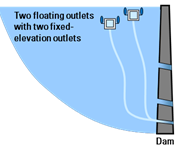 Two floating outlets
with two fixed-
elevation outlets
Dam